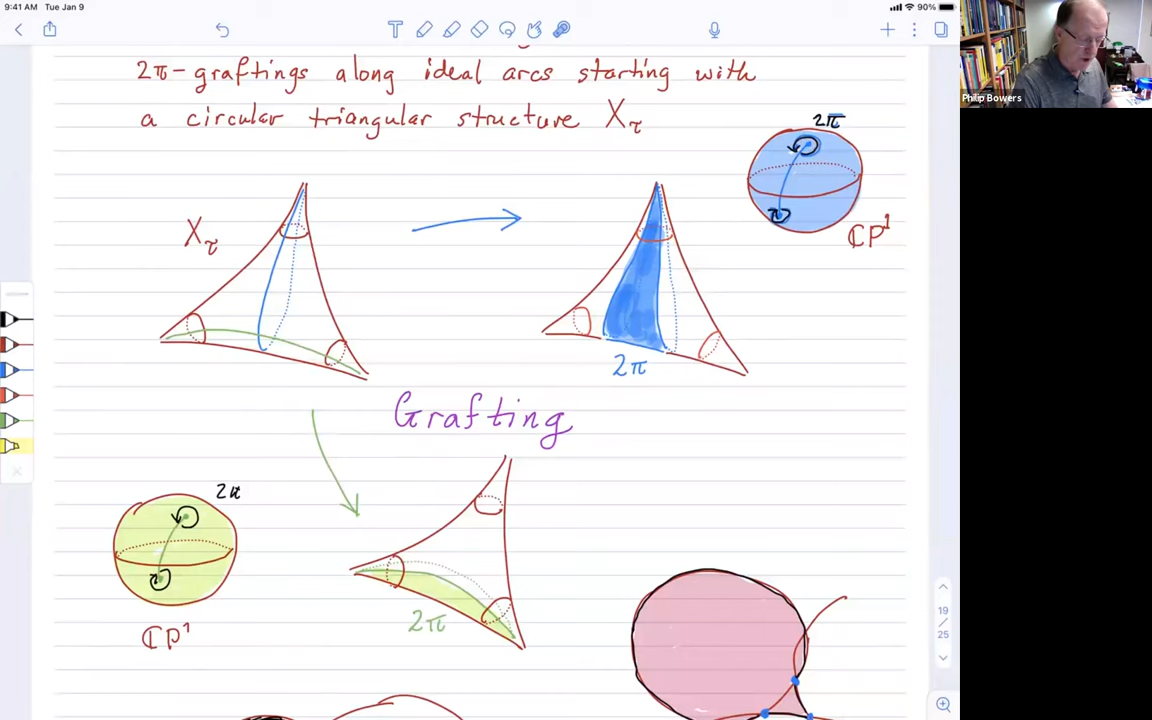 9:41 AM Tue Jan 9
90%
2π-graftings along ideal arcs starting with
a circular triangular structure X_τ
2π
X_τ
ℂP¹
2π
Grafting
2π
ℂP¹
2π
19
/
25
Philip Bowers